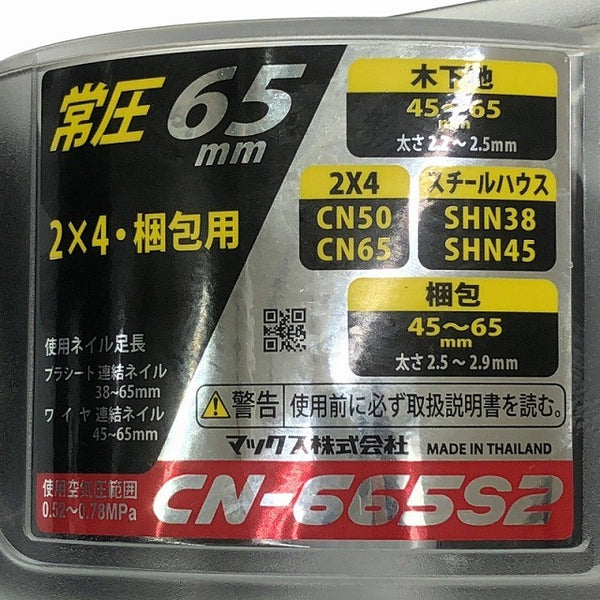 常圧 65
mm
2×4・梱包用
使用ネイル足長
プラシート連結ネイル
38~65mm
ワイヤ連結ネイル
45~65mm
木下地
45~65
mm
太さ 2.2~2.5mm
2X4
CN50
CN65
スチールハウス
SHN38
SHN45
梱包
45~65
mm
太さ 2.5~2.9mm
警告 使用前に必ず取扱説明書を読む。
マックス株式会社 MADE IN THAILAND
使用空気圧範囲
0.52~0.78MPa
CN-665S2